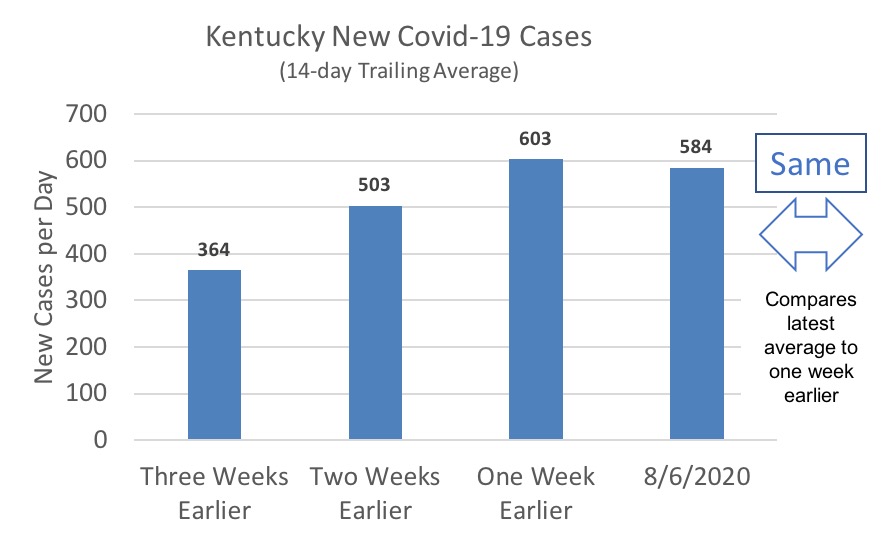 Kentucky New Covid-19 Cases
(14-day Trailing Average)
New Cases per Day
700
600
500
400
300
200
100
0
364
503
603
584
Three Weeks
Earlier
Two Weeks
Earlier
One Week
Earlier
8/6/2020
Same
Compares
latest
average to
one week
earlier